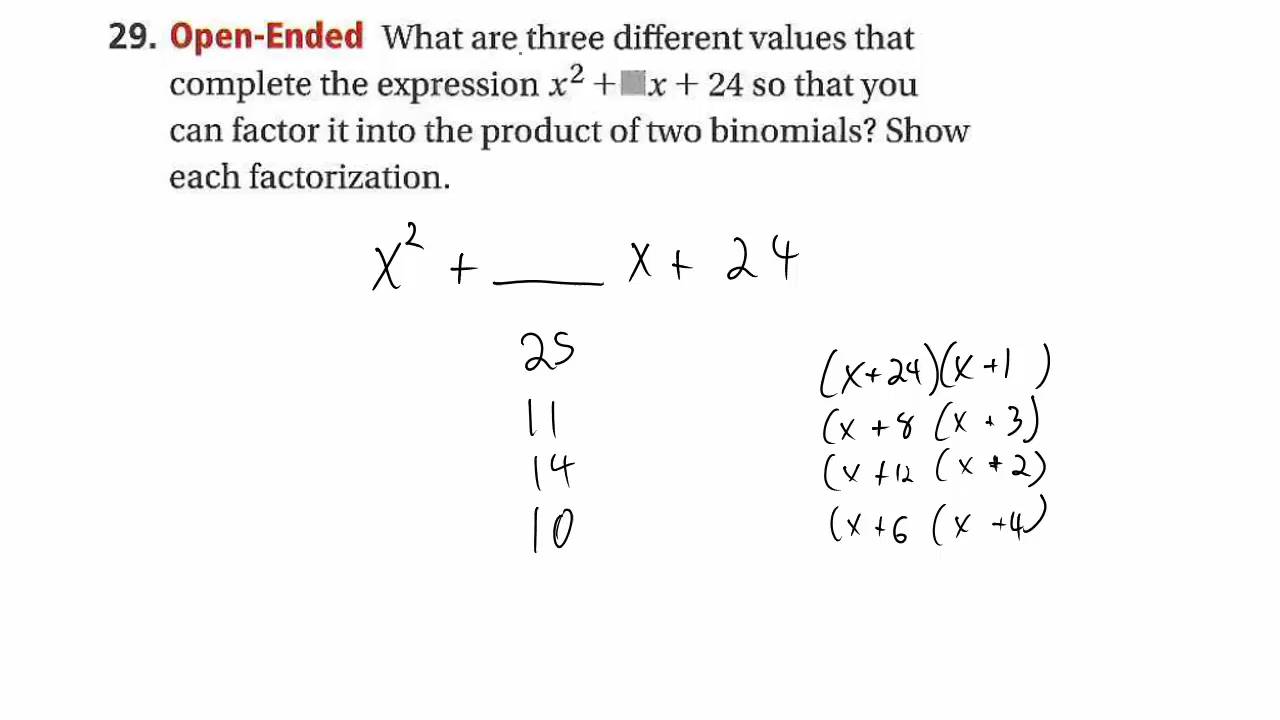 29. Open-Ended What are three different values that
complete the expression x² + ■x + 24 so that you
can factor it into the product of two binomials? Show
each factorization.
x² + ___ x + 24
25 (x+24)(x+1)
11 (x+8 (x+3)
14 (x+12 (x+2)
10 (x+6 (x+4)